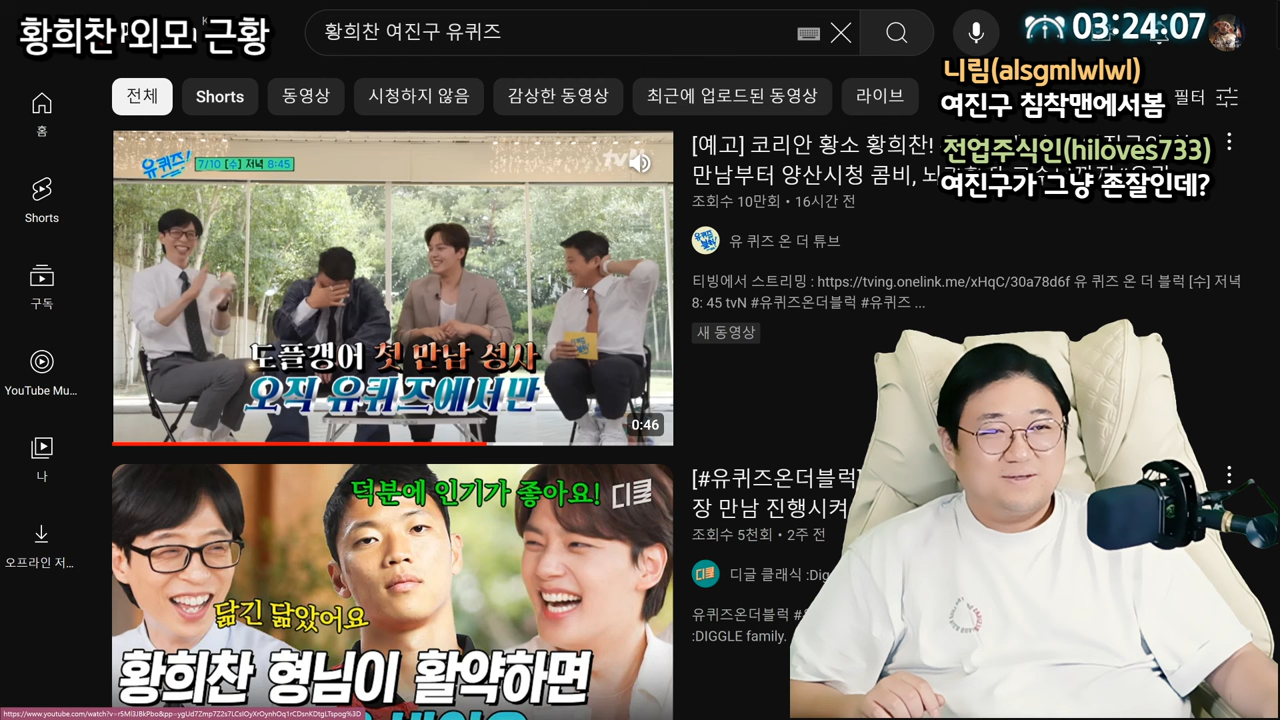 황희찬 외모 근황
황희찬 여진구 유퀴즈
03:24:07
니림(alsgmlwlwl)
여진구 침착맨에서봄
전업주식인(hiloves733)
여진구가 그냥 존잘인데?
전체
Shorts
동영상
시청하지 않음
감상한 동영상
최근에 업로드된 동영상
라이브
필터
홈
Shorts
구독
YouTube Mu...
나
오프라인 저...
유퀴즈!
7/10 [수] 저녁 8:45
tvN
도플갱어 첫 만남 성사
오직 유퀴즈에서만
0:46
[예고] 코리안 황소 황희찬!
만남부터 양산시청 콤비,
조회수 10만회 • 16시간 전
유 퀴즈 온 더 튜브
티빙에서 스트리밍 : https://tving.onelink.me/xHqC/30a78d6f 유 퀴즈 온 더 블럭 [수] 저녁
8: 45 tvN #유퀴즈온더블럭 #유퀴즈 ...
새 동영상
덕분에 인기가 좋아요!
디글
닮긴 닮았어요
황희찬 형님이 활약하면
[#유퀴즈온더블럭]
장 만남 진행시켜
조회수 5천회 • 2주 전
디글 클래식 :Dig
유퀴즈온더블럭
:DIGGLE family.